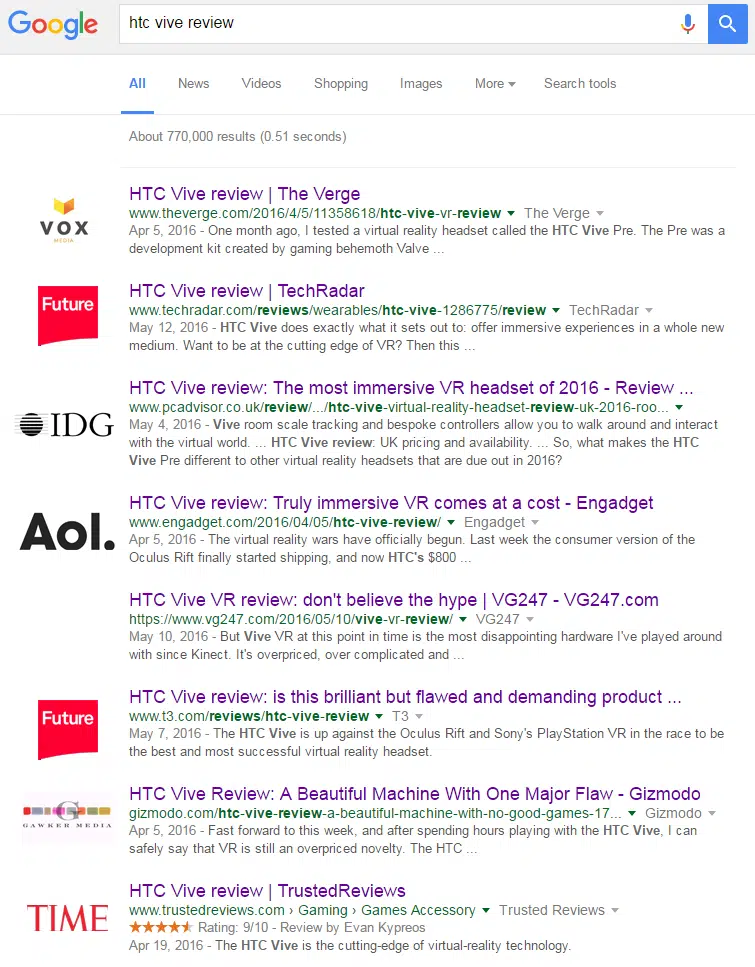 Google
htc vive review
All News Videos Shopping Images More Search tools
About 770,000 results (0.51 seconds)
VOX
MEDIA
HTC Vive review | The Verge
www.theverge.com/2016/4/5/11358618/htc-vive-vr-review The Verge
Apr 5, 2016 - One month ago, I tested a virtual reality headset called the HTC Vive Pre. The Pre was a
development kit created by gaming behemoth Valve ...
Future
HTC Vive review | TechRadar
www.techradar.com/reviews/wearables/htc-vive-1286775/review TechRadar
May 12, 2016 - HTC Vive does exactly what it sets out to: offer immersive experiences in a whole new
medium. Want to be at the cutting edge of VR? Then this ...
IDG
HTC Vive review: The most immersive VR headset of 2016 - Review ...
www.pcadvisor.co.uk/review/.../htc-vive-virtual-reality-headset-review-uk-2016-roo...
May 4, 2016 - Vive room scale tracking and bespoke controllers allow you to walk around and interact
with the virtual world. ... HTC Vive review: UK pricing and availability. ... So, what makes the HTC
Vive Pre different to other virtual reality headsets that are due out in 2016?
Aol.
HTC Vive review: Truly immersive VR comes at a cost - Engadget
www.engadget.com/2016/04/05/htc-vive-review/ Engadget
Apr 5, 2016 - The virtual reality wars have officially begun. Last week the consumer version of the
Oculus Rift finally started shipping, and now HTC's $800 ...
HTC Vive VR review: don't believe the hype | VG247 - VG247.com
https://www.vg247.com/2016/05/10/vive-vr-review/ VG247
May 10, 2016 - But Vive VR at this point in time is the most disappointing hardware I've played around
with since Kinect. It's overpriced, over complicated and ...
Future
HTC Vive review: is this brilliant but flawed and demanding product ...
www.t3.com/reviews/htc-vive-review T3
May 7, 2016 - The HTC Vive is up against the Oculus Rift and Sony's PlayStation VR in the race to be
the best and most successful virtual reality headset.
G
GAWKER MEDIA
HTC Vive Review: A Beautiful Machine With One Major Flaw - Gizmodo
gizmodo.com/htc-vive-review-a-beautiful-machine-with-no-good-games-17... Gizmodo
Apr 5, 2016 - Fast forward to this week, and after spending hours playing with the HTC Vive, I can
safely say that VR is still an overpriced novelty. The HTC ...
TIME
HTC Vive review | TrustedReviews
www.trustedreviews.com › Gaming › Games Accessory Trusted Reviews
Rating: 9/10 - Review by Evan Kypreos
Apr 19, 2016 - The HTC Vive is the cutting-edge of virtual-reality technology.